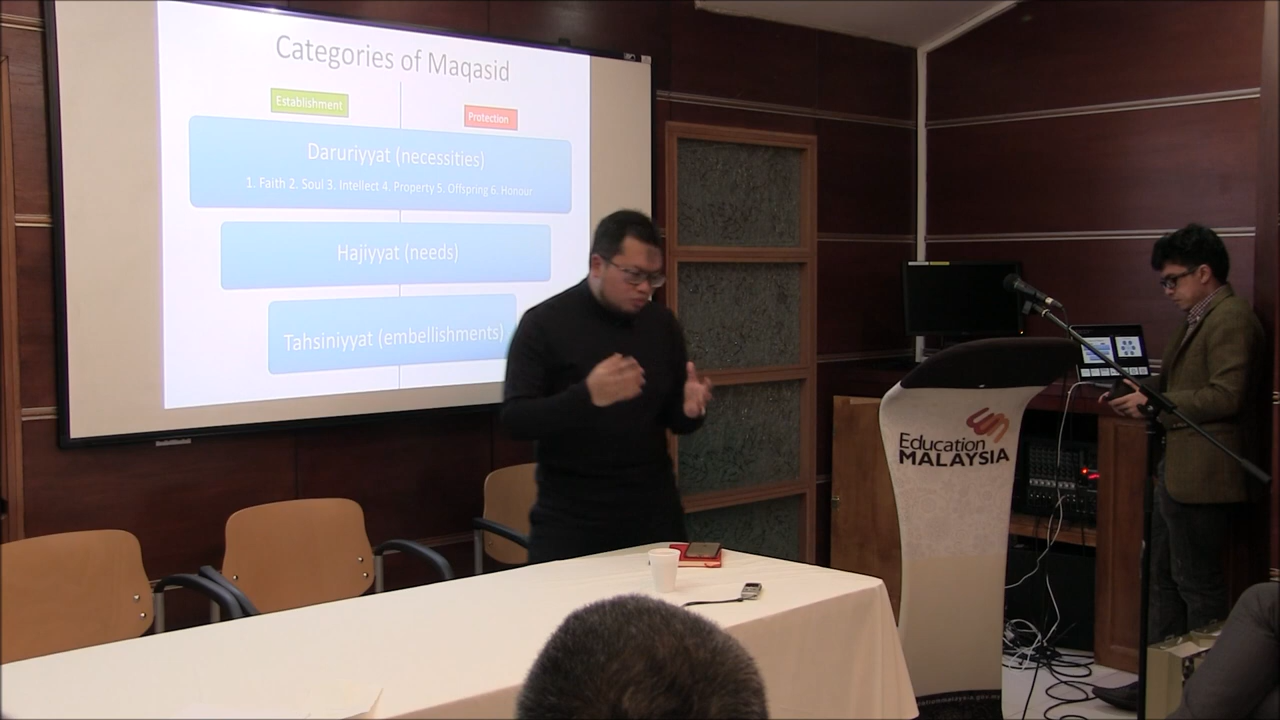 Categories of Maqasid
Establishment
Protection
Daruriyyat (necessities)
1. Faith 2. Soul 3. Intellect 4. Property 5. Offspring 6. Honour
Hajiyyat (needs)
Tahsiniyyat (embellishments)
Education
MALAYSIA